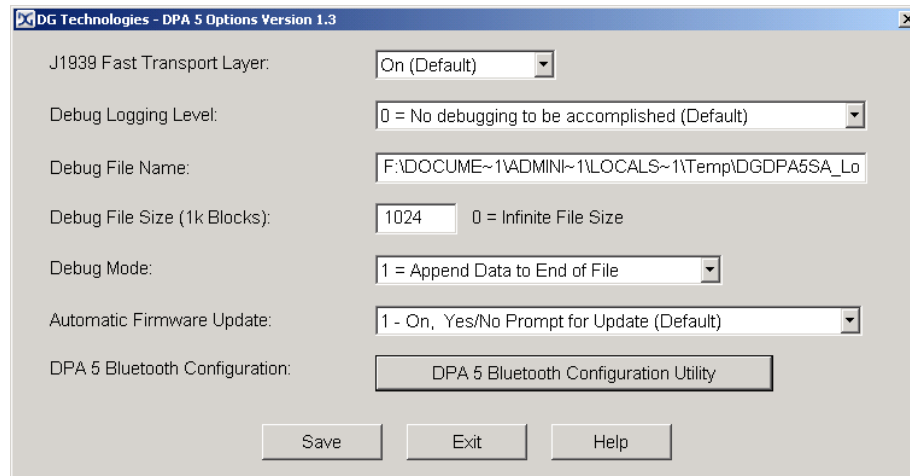 DG Technologies - DPA 5 Options Version 1.3
J1939 Fast Transport Layer: On (Default)
Debug Logging Level: 0 = No debugging to be accomplished (Default)
Debug File Name: F:\DOCUME~1\ADMINI~1\LOCALS~1\Temp\DGDPA5SA_Lo
Debug File Size (1k Blocks): 1024 0 = Infinite File Size
Debug Mode: 1 = Append Data to End of File
Automatic Firmware Update: 1 - On, Yes/No Prompt for Update (Default)
DPA 5 Bluetooth Configuration: DPA 5 Bluetooth Configuration Utility
Save Exit Help